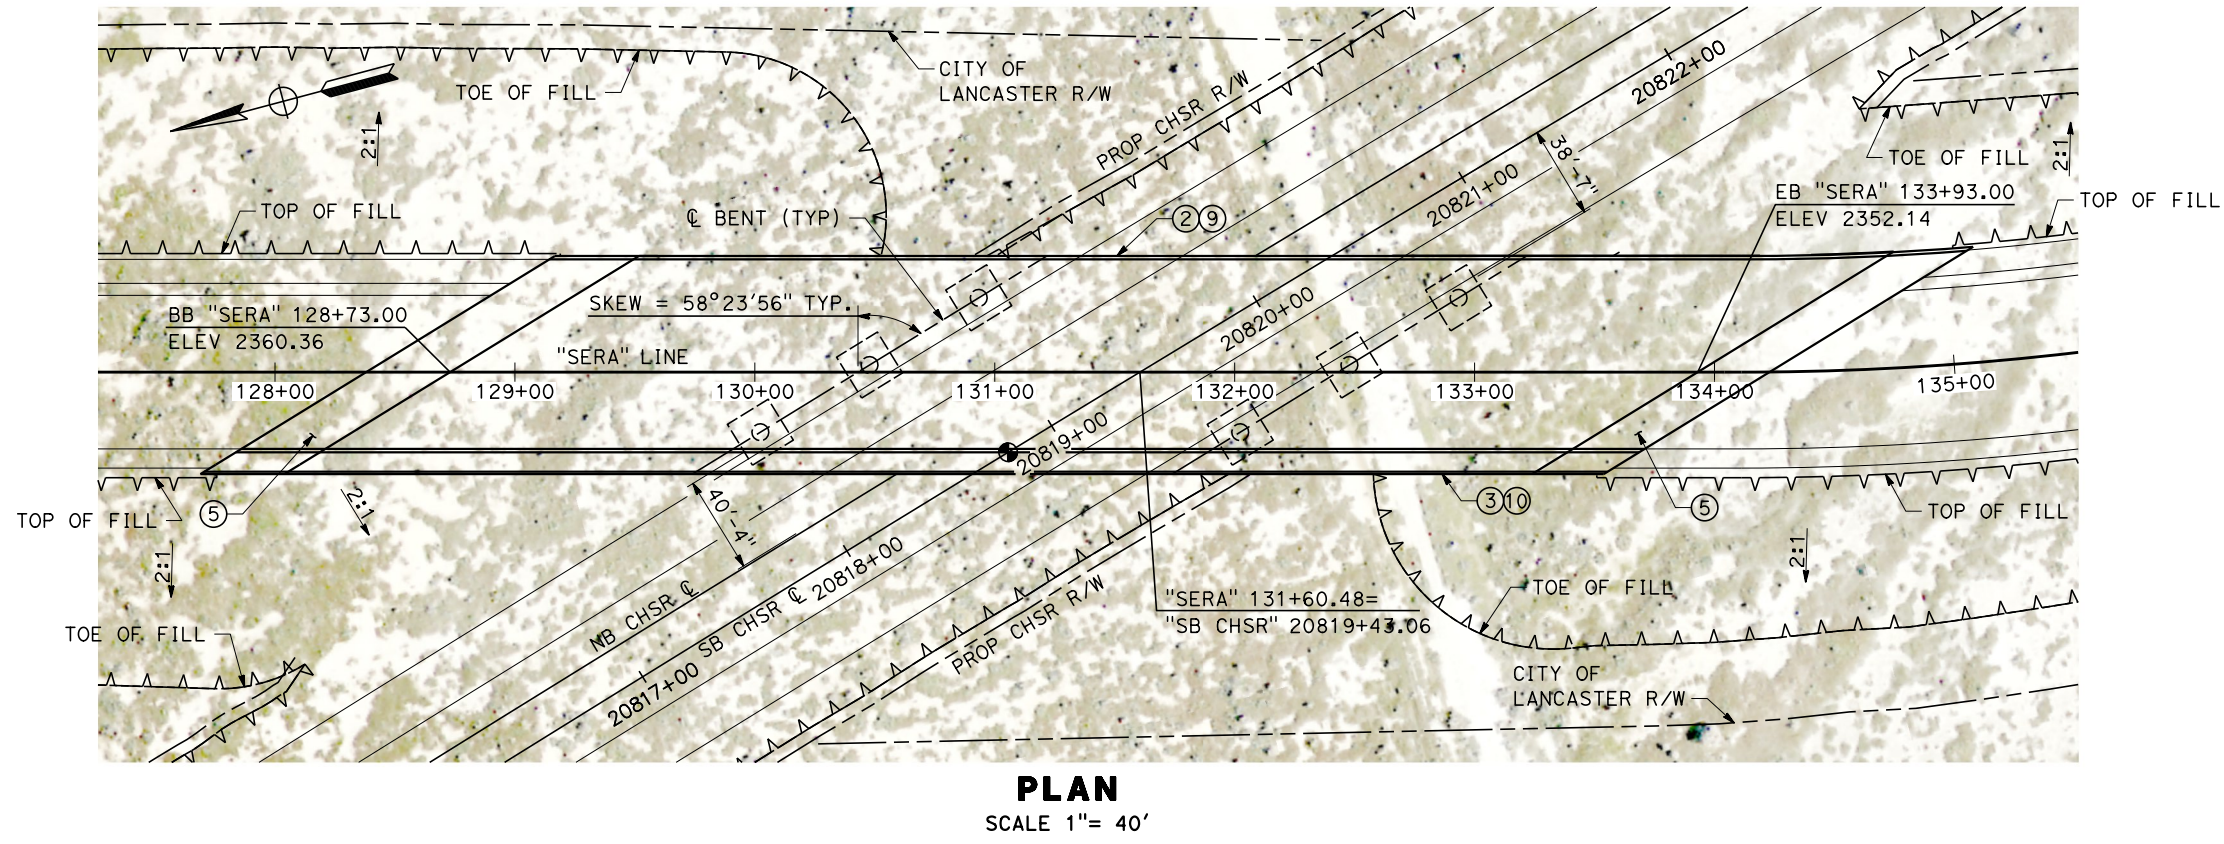 CITY OF
LANCASTER R/W
TOE OF FILL
2:1
PROP CHSR R/W
20822+00
38'-7"
TOE OF FILL
2:1
EB "SERA" 133+93.00
ELEV 2352.14
TOP OF FILL
TOP OF FILL
℄ BENT (TYP)
2 9
20821+00
SKEW = 58°23'56" TYP.
BB "SERA" 128+73.00
ELEV 2360.36
"SERA" LINE
20820+00
128+00
129+00
130+00
131+00
132+00
133+00
134+00
135+00
20819+00
5
2:1
TOP OF FILL
2:1
40'-4"
3 10
5
TOP OF FILL
2:1
20818+00
NB CHSR ℄
SB CHSR ℄
PROP CHSR R/W
"SERA" 131+60.48=
"SB CHSR" 20819+43.06
TOE OF FILL
TOE OF FILL
20817+00
CITY OF
LANCASTER R/W
PLAN
SCALE 1"= 40'